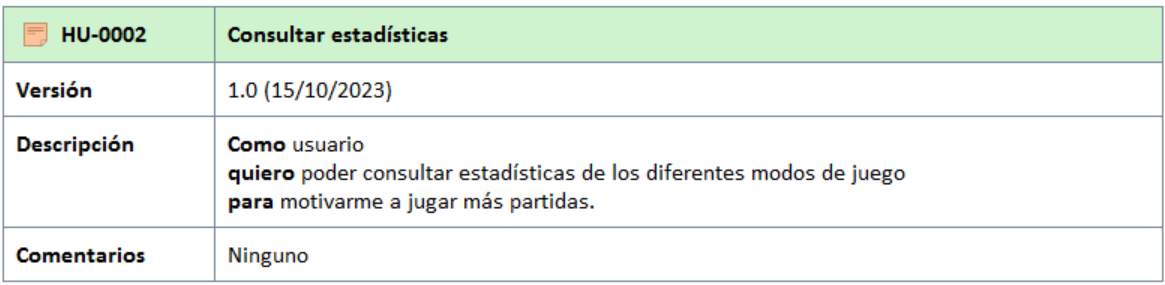 HU-0002 Consultar estadísticas
Versión 1.0 (15/10/2023)
Descripción Como usuario
quiero poder consultar estadísticas de los diferentes modos de juego
para motivarme a jugar más partidas.
Comentarios Ninguno